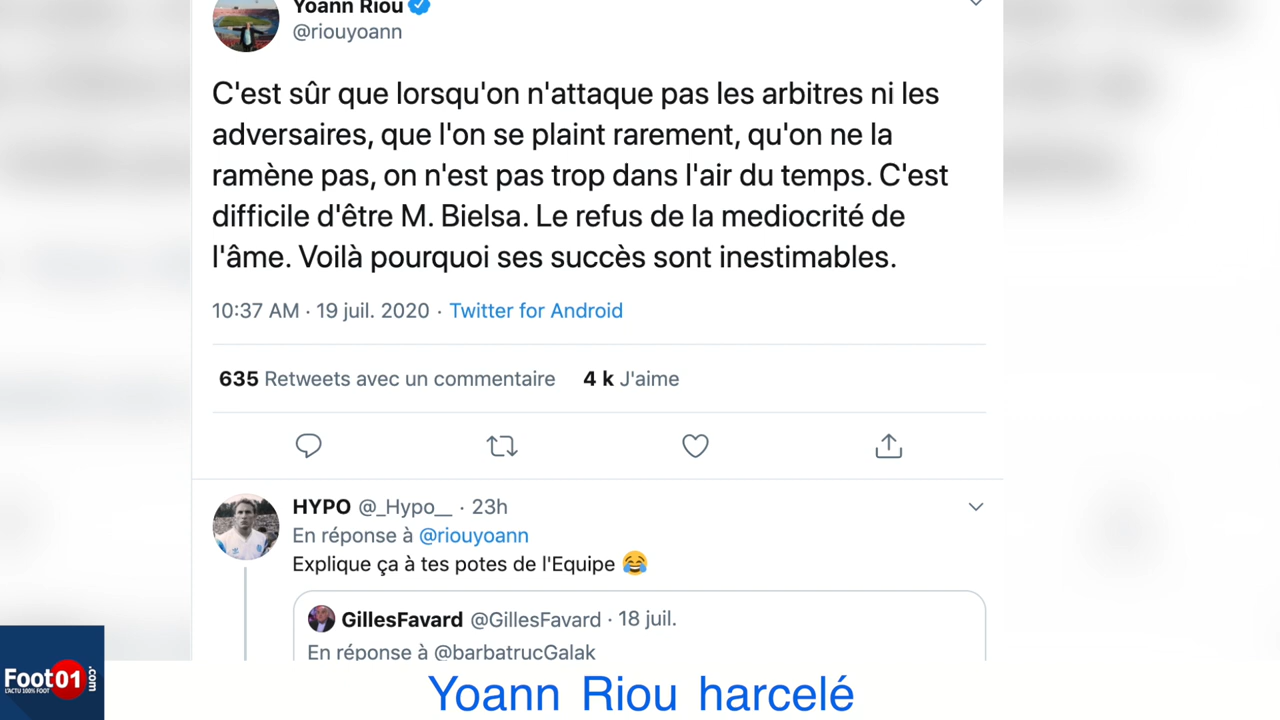 Yoann Riou
@riouyoann
C'est sûr que lorsqu'on n'attaque pas les arbitres ni les
adversaires, que l'on se plaint rarement, qu'on ne la
ramène pas, on n'est pas trop dans l'air du temps. C'est
difficile d'être M. Bielsa. Le refus de la mediocrité de
l'âme. Voilà pourquoi ses succès sont inestimables.
10:37 AM · 19 juil. 2020 · Twitter for Android
635 Retweets avec un commentaire 4 k J'aime
HYPO @_Hypo__ · 23h
En réponse à @riouyoann
Explique ça à tes potes de l'Equipe 😂
GillesFavard @GillesFavard · 18 juil.
En réponse à @barbatrucGalak
Foot01.com
L'ACTU 100% FOOT
Yoann Riou harcelé